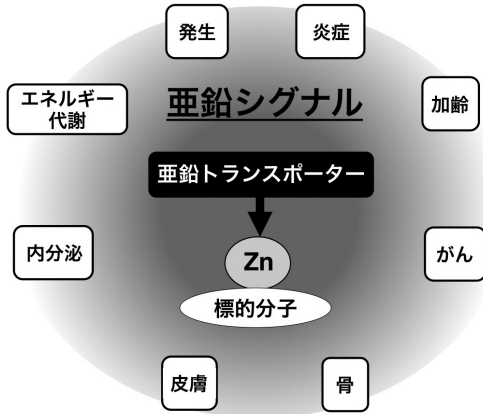 発生
炎症
エネルギー
代謝
亜鉛シグナル
加齢
亜鉛トランスポーター
内分泌
Zn
がん
標的分子
皮膚
骨